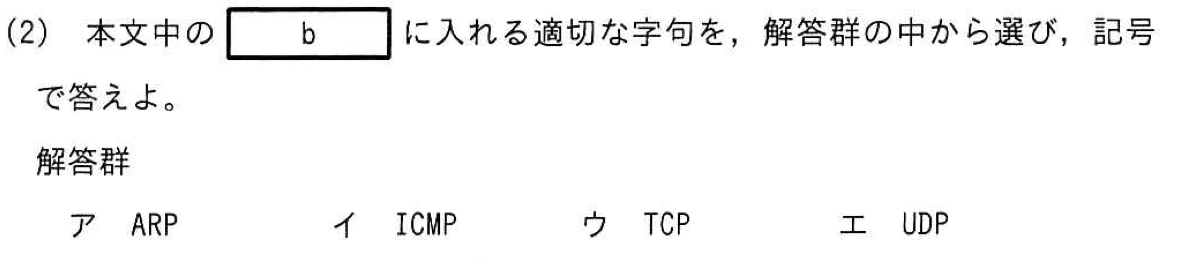 (2) 本文中の b に入れる適切な字句を，解答群の中から選び，記号
で答えよ。
解答群
ア ARP イ ICMP ウ TCP エ UDP